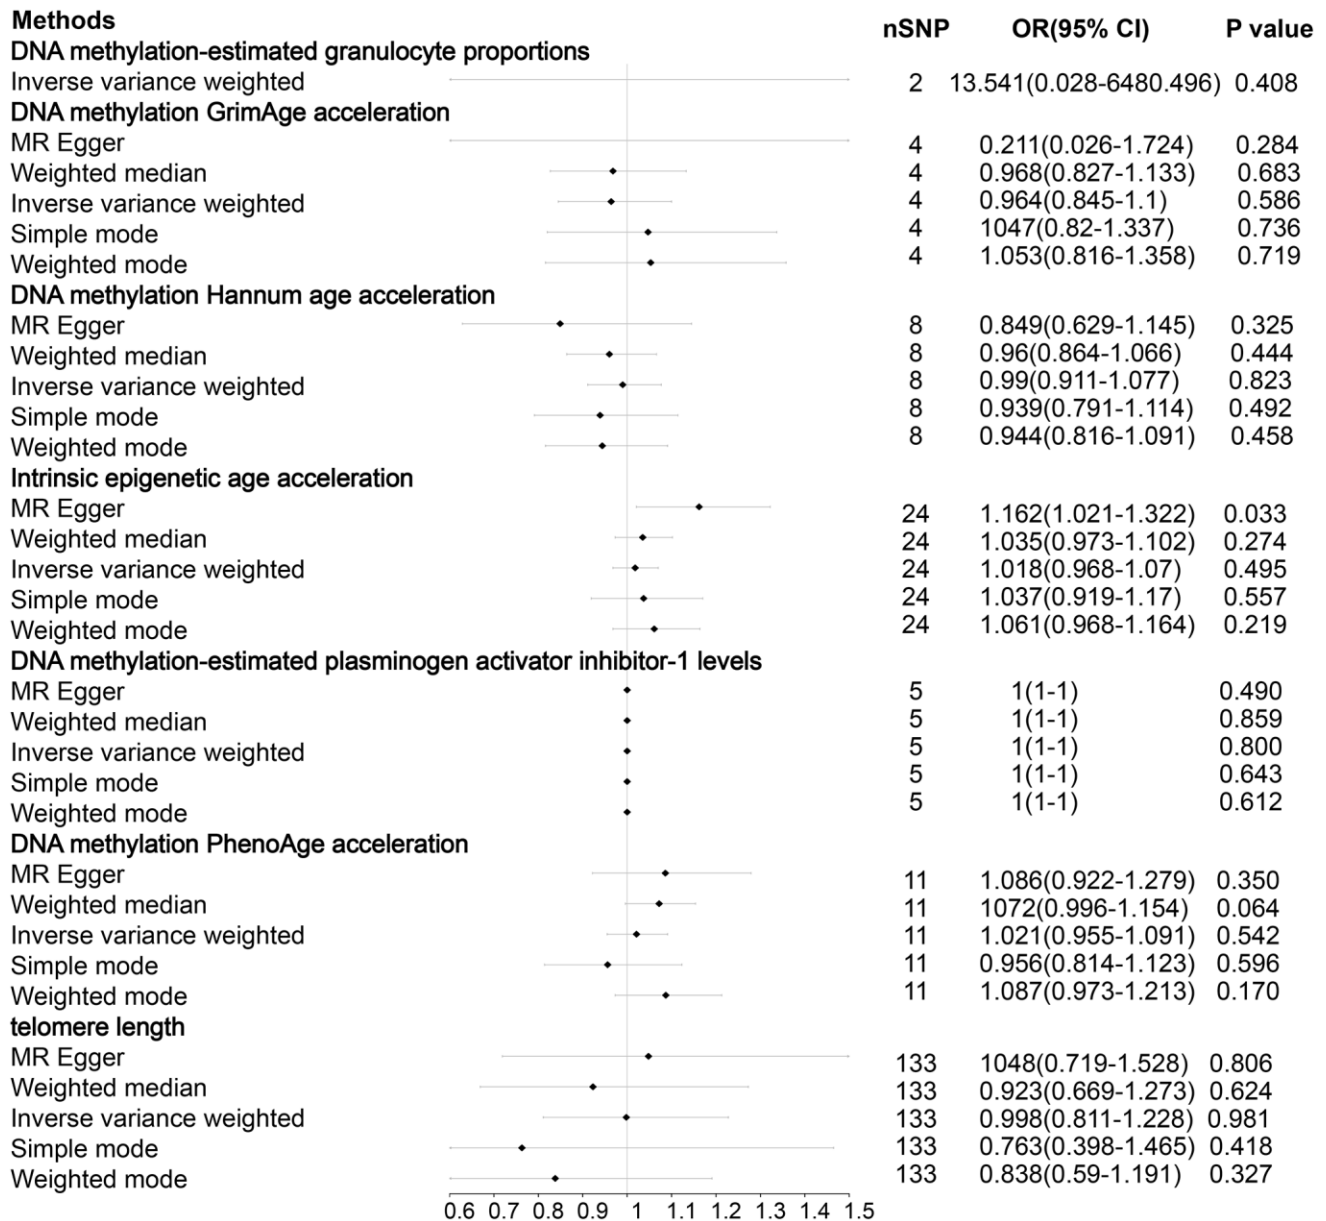 Methods nSNP OR(95% CI) P value
DNA methylation-estimated granulocyte proportions
Inverse variance weighted 2 13.541(0.028-6480.496) 0.408
DNA methylation GrimAge acceleration
MR Egger 4 0.211(0.026-1.724) 0.284
Weighted median 4 0.968(0.827-1.133) 0.683
Inverse variance weighted 4 0.964(0.845-1.1) 0.586
Simple mode 4 1047(0.82-1.337) 0.736
Weighted mode 4 1.053(0.816-1.358) 0.719
DNA methylation Hannum age acceleration
MR Egger 8 0.849(0.629-1.145) 0.325
Weighted median 8 0.96(0.864-1.066) 0.444
Inverse variance weighted 8 0.99(0.911-1.077) 0.823
Simple mode 8 0.939(0.791-1.114) 0.492
Weighted mode 8 0.944(0.816-1.091) 0.458
Intrinsic epigenetic age acceleration
MR Egger 24 1.162(1.021-1.322) 0.033
Weighted median 24 1.035(0.973-1.102) 0.274
Inverse variance weighted 24 1.018(0.968-1.07) 0.495
Simple mode 24 1.037(0.919-1.17) 0.557
Weighted mode 24 1.061(0.968-1.164) 0.219
DNA methylation-estimated plasminogen activator inhibitor-1 levels
MR Egger 5 1(1-1) 0.490
Weighted median 5 1(1-1) 0.859
Inverse variance weighted 5 1(1-1) 0.800
Simple mode 5 1(1-1) 0.643
Weighted mode 5 1(1-1) 0.612
DNA methylation PhenoAge acceleration
MR Egger 11 1.086(0.922-1.279) 0.350
Weighted median 11 1072(0.996-1.154) 0.064
Inverse variance weighted 11 1.021(0.955-1.091) 0.542
Simple mode 11 0.956(0.814-1.123) 0.596
Weighted mode 11 1.087(0.973-1.213) 0.170
telomere length
MR Egger 133 1048(0.719-1.528) 0.806
Weighted median 133 0.923(0.669-1.273) 0.624
Inverse variance weighted 133 0.998(0.811-1.228) 0.981
Simple mode 133 0.763(0.398-1.465) 0.418
Weighted mode 133 0.838(0.59-1.191) 0.327
0.6 0.7 0.8 0.9 1 1.1 1.2 1.3 1.4 1.5